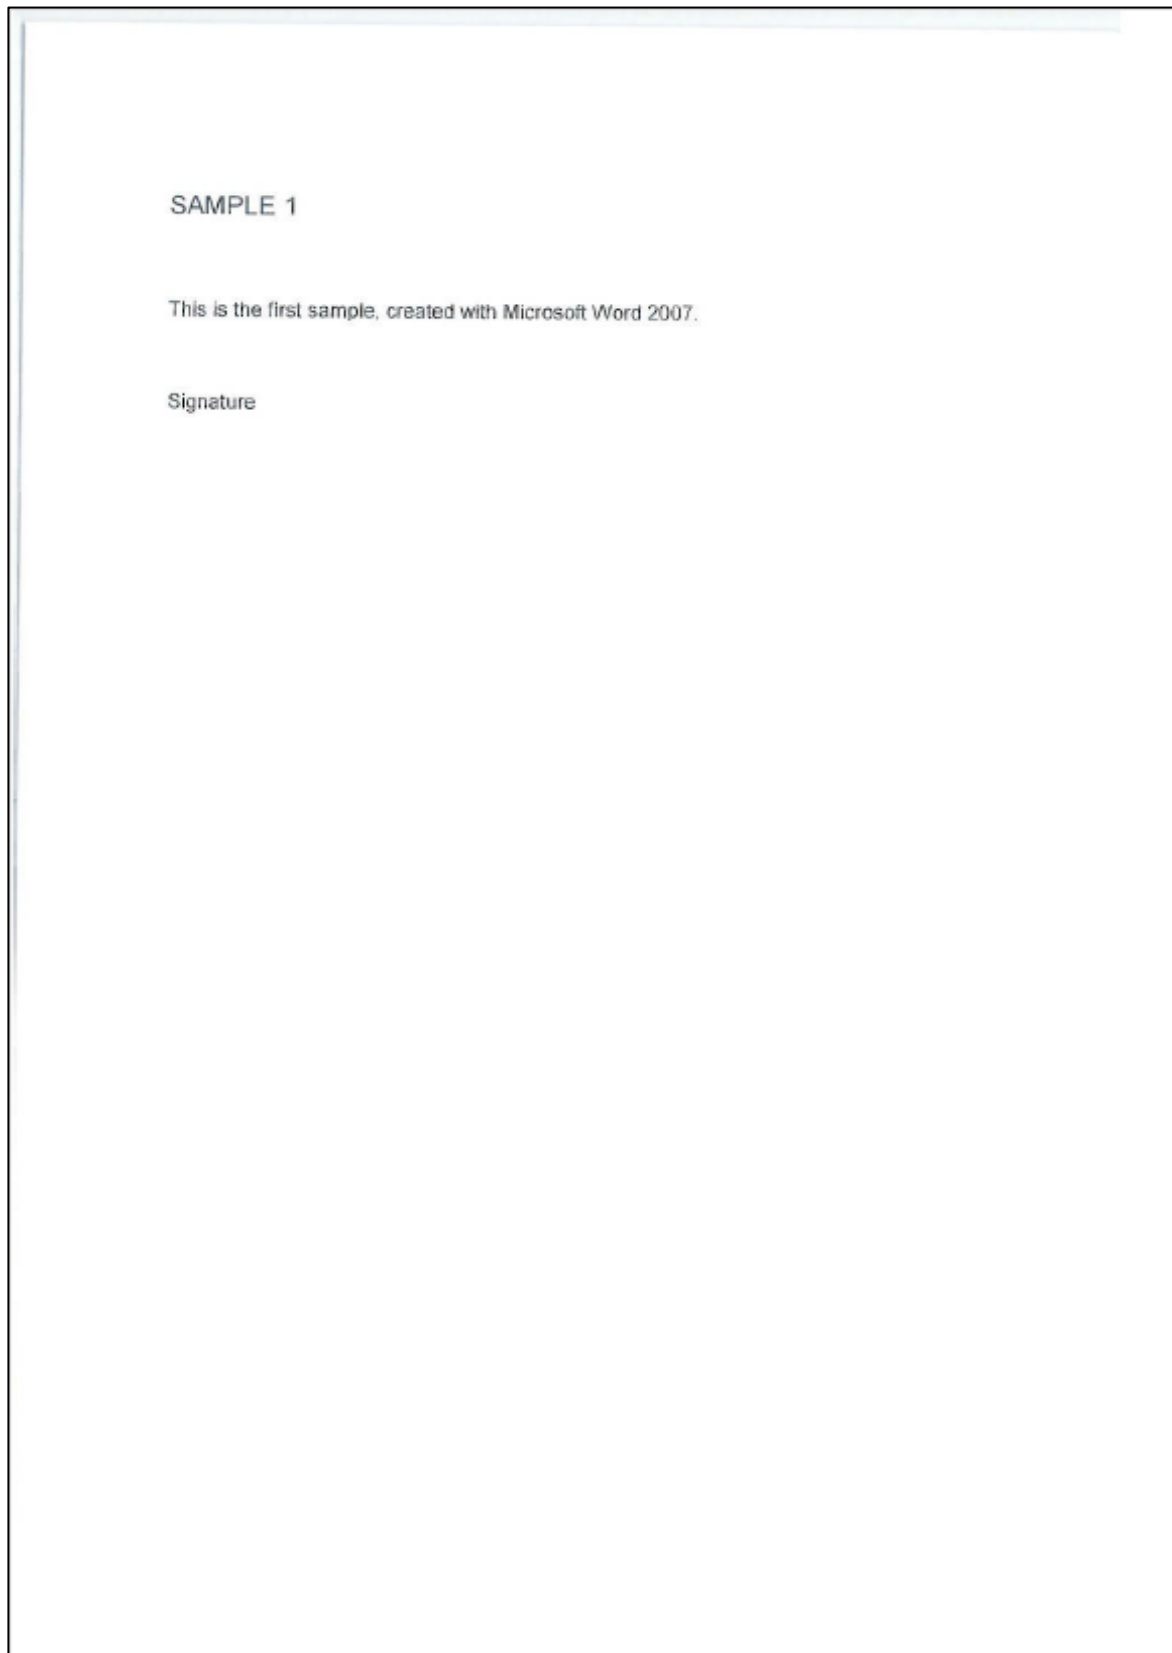 SAMPLE 1
This is the first sample, created with Microsoft Word 2007.
Signature